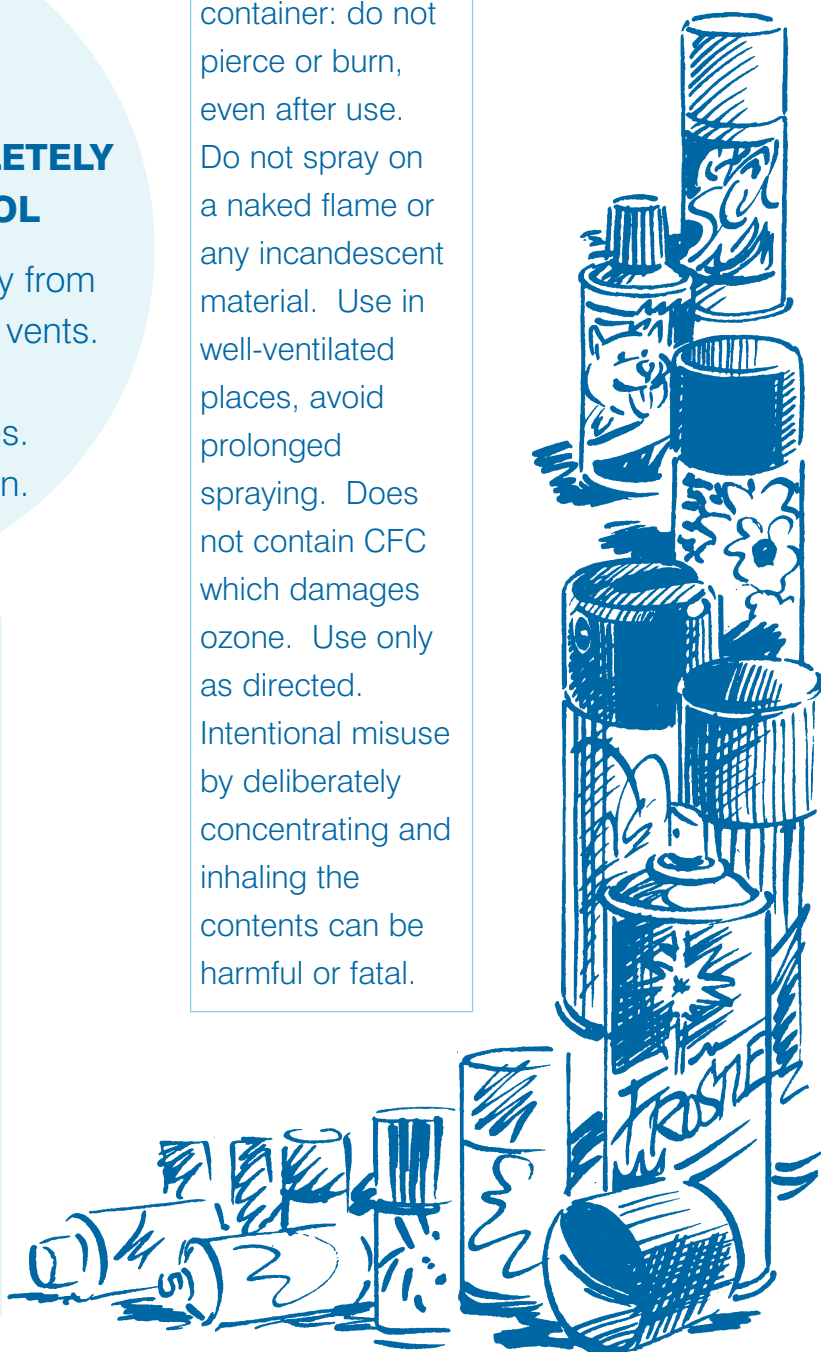 LETELY
OL
y from
vents.
s.
n.
container: do not
pierce or burn,
even after use.
Do not spray on
a naked flame or
any incandescent
material. Use in
well-ventilated
places, avoid
prolonged
spraying. Does
not contain CFC
which damages
ozone. Use only
as directed.
Intentional misuse
by deliberately
concentrating and
inhaling the
contents can be
harmful or fatal.